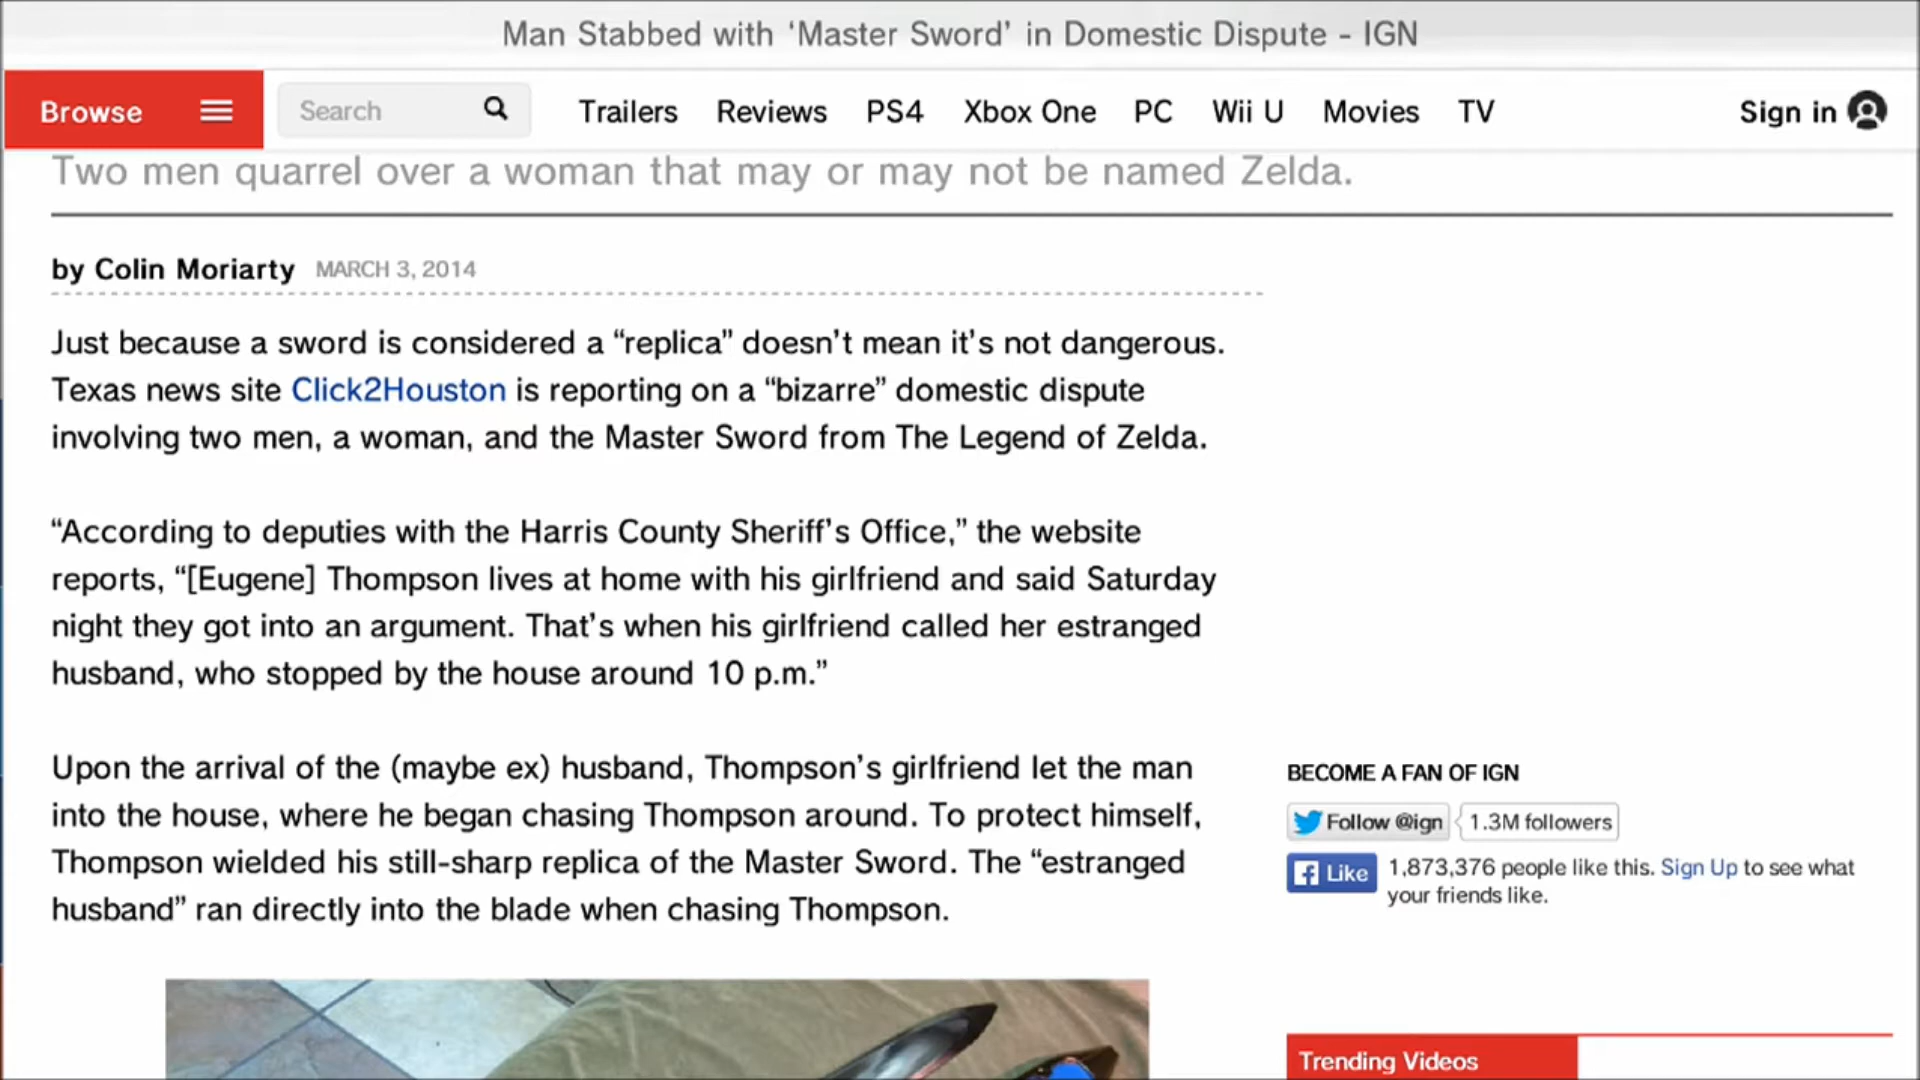 Man Stabbed with ‘Master Sword’ in Domestic Dispute - IGN
Browse
Search
Trailers Reviews PS4 Xbox One PC Wii U Movies TV
Sign in
Two men quarrel over a woman that may or may not be named Zelda.
by Colin Moriarty MARCH 3, 2014
Just because a sword is considered a “replica” doesn’t mean it’s not dangerous.
Texas news site Click2Houston is reporting on a “bizarre” domestic dispute
involving two men, a woman, and the Master Sword from The Legend of Zelda.
“According to deputies with the Harris County Sheriff’s Office,” the website
reports, “[Eugene] Thompson lives at home with his girlfriend and said Saturday
night they got into an argument. That’s when his girlfriend called her estranged
husband, who stopped by the house around 10 p.m.”
Upon the arrival of the (maybe ex) husband, Thompson’s girlfriend let the man
into the house, where he began chasing Thompson around. To protect himself,
Thompson wielded his still-sharp replica of the Master Sword. The “estranged
husband” ran directly into the blade when chasing Thompson.
BECOME A FAN OF IGN
Follow @ign 1.3M followers
Like 1,873,376 people like this. Sign Up to see what
your friends like.
Trending Videos